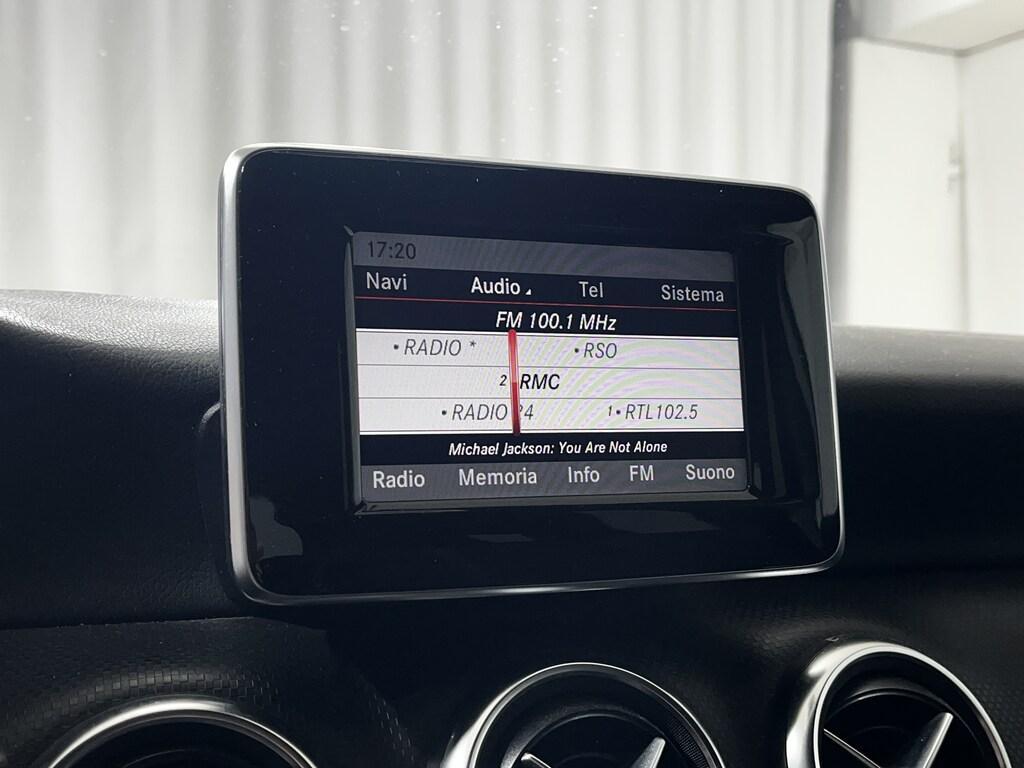 17:20
Navi Audio Tel Sistema
FM 100.1 MHz
• RADIO * • RSO
2 RMC
• RADIO 24 1• RTL102.5
Michael Jackson: You Are Not Alone
Radio Memoria Info FM Suono